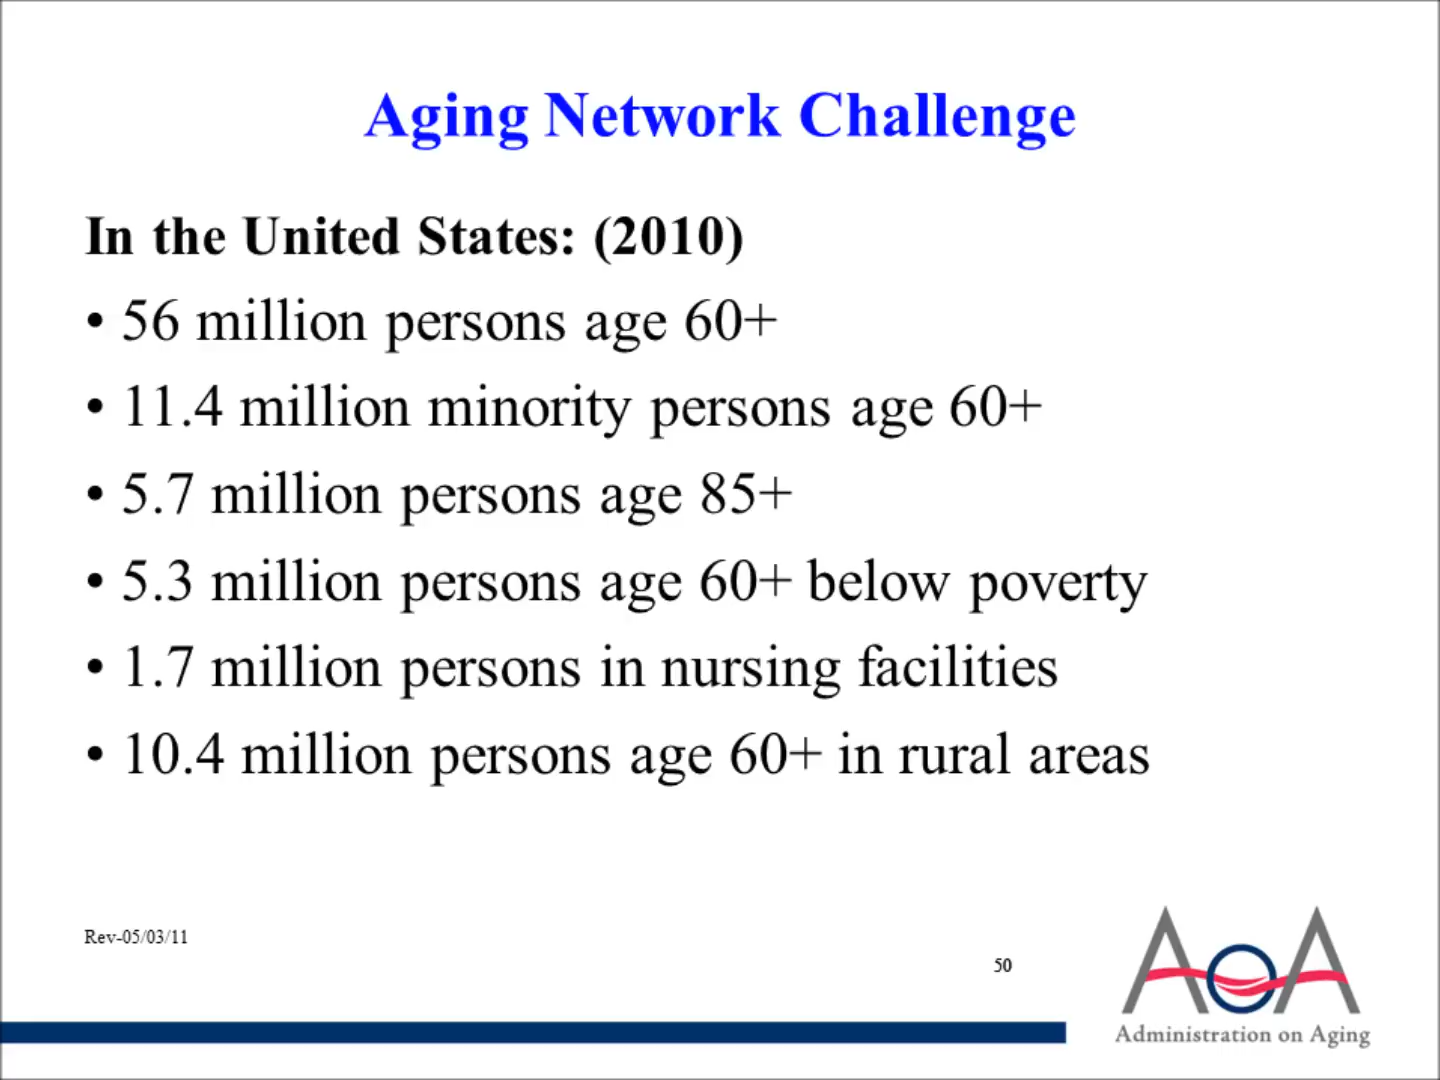 Aging Network Challenge
In the United States: (2010)
• 56 million persons age 60+
• 11.4 million minority persons age 60+
• 5.7 million persons age 85+
• 5.3 million persons age 60+ below poverty
• 1.7 million persons in nursing facilities
• 10.4 million persons age 60+ in rural areas
Rev-05/03/11
50
AoA
Administration on Aging